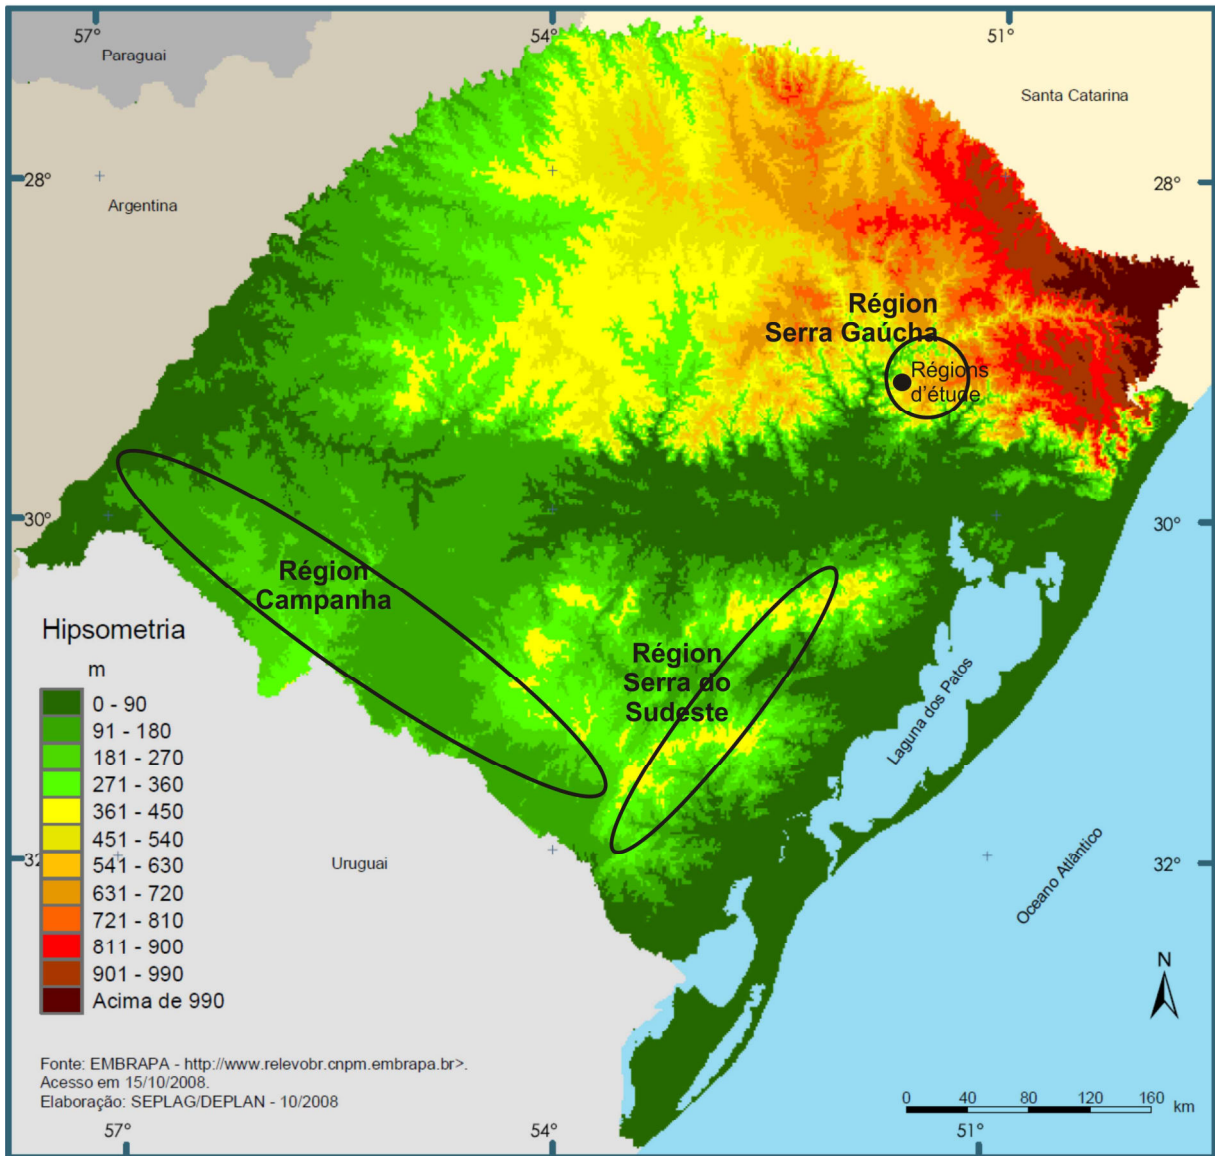 57°
54°
51°
Paraguai
Santa Catarina
28°
28°
Argentina
Région
Serra Gaúcha
Régions
d'étude
30°
30°
Région
Campanha
Hipsometria
m
0 - 90
91 - 180
181 - 270
271 - 360
361 - 450
451 - 540
541 - 630
631 - 720
721 - 810
811 - 900
901 - 990
Acima de 990
Région
Serra do
Sudeste
Laguna dos Patos
32°
32°
Uruguai
Oceano Atlântico
N
Fonte: EMBRAPA - http://www.relevobr.cnpm.embrapa.br>.
Acesso em 15/10/2008.
Elaboração: SEPLAG/DEPLAN - 10/2008
0 40 80 120 160 km
57°
54°
51°